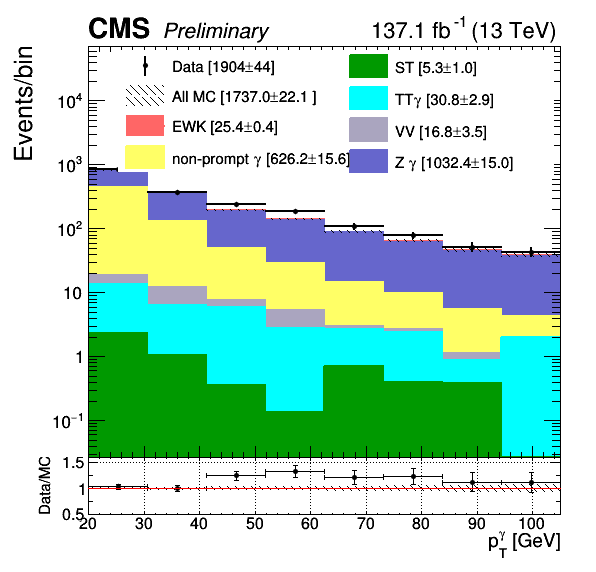 CMS Preliminary 137.1 fb⁻¹ (13 TeV)
Events/bin
Data [1904±44]
All MC [1737.0±22.1 ]
EWK [25.4±0.4]
non-prompt γ [626.2±15.6]
ST [5.3±1.0]
TTγ [30.8±2.9]
VV [16.8±3.5]
Z γ [1032.4±15.0]
10⁴
10³
10²
10
1
10⁻¹
Data/MC
1.5
1
0.5
20 30 40 50 60 70 80 90 100
p_T^γ [GeV]